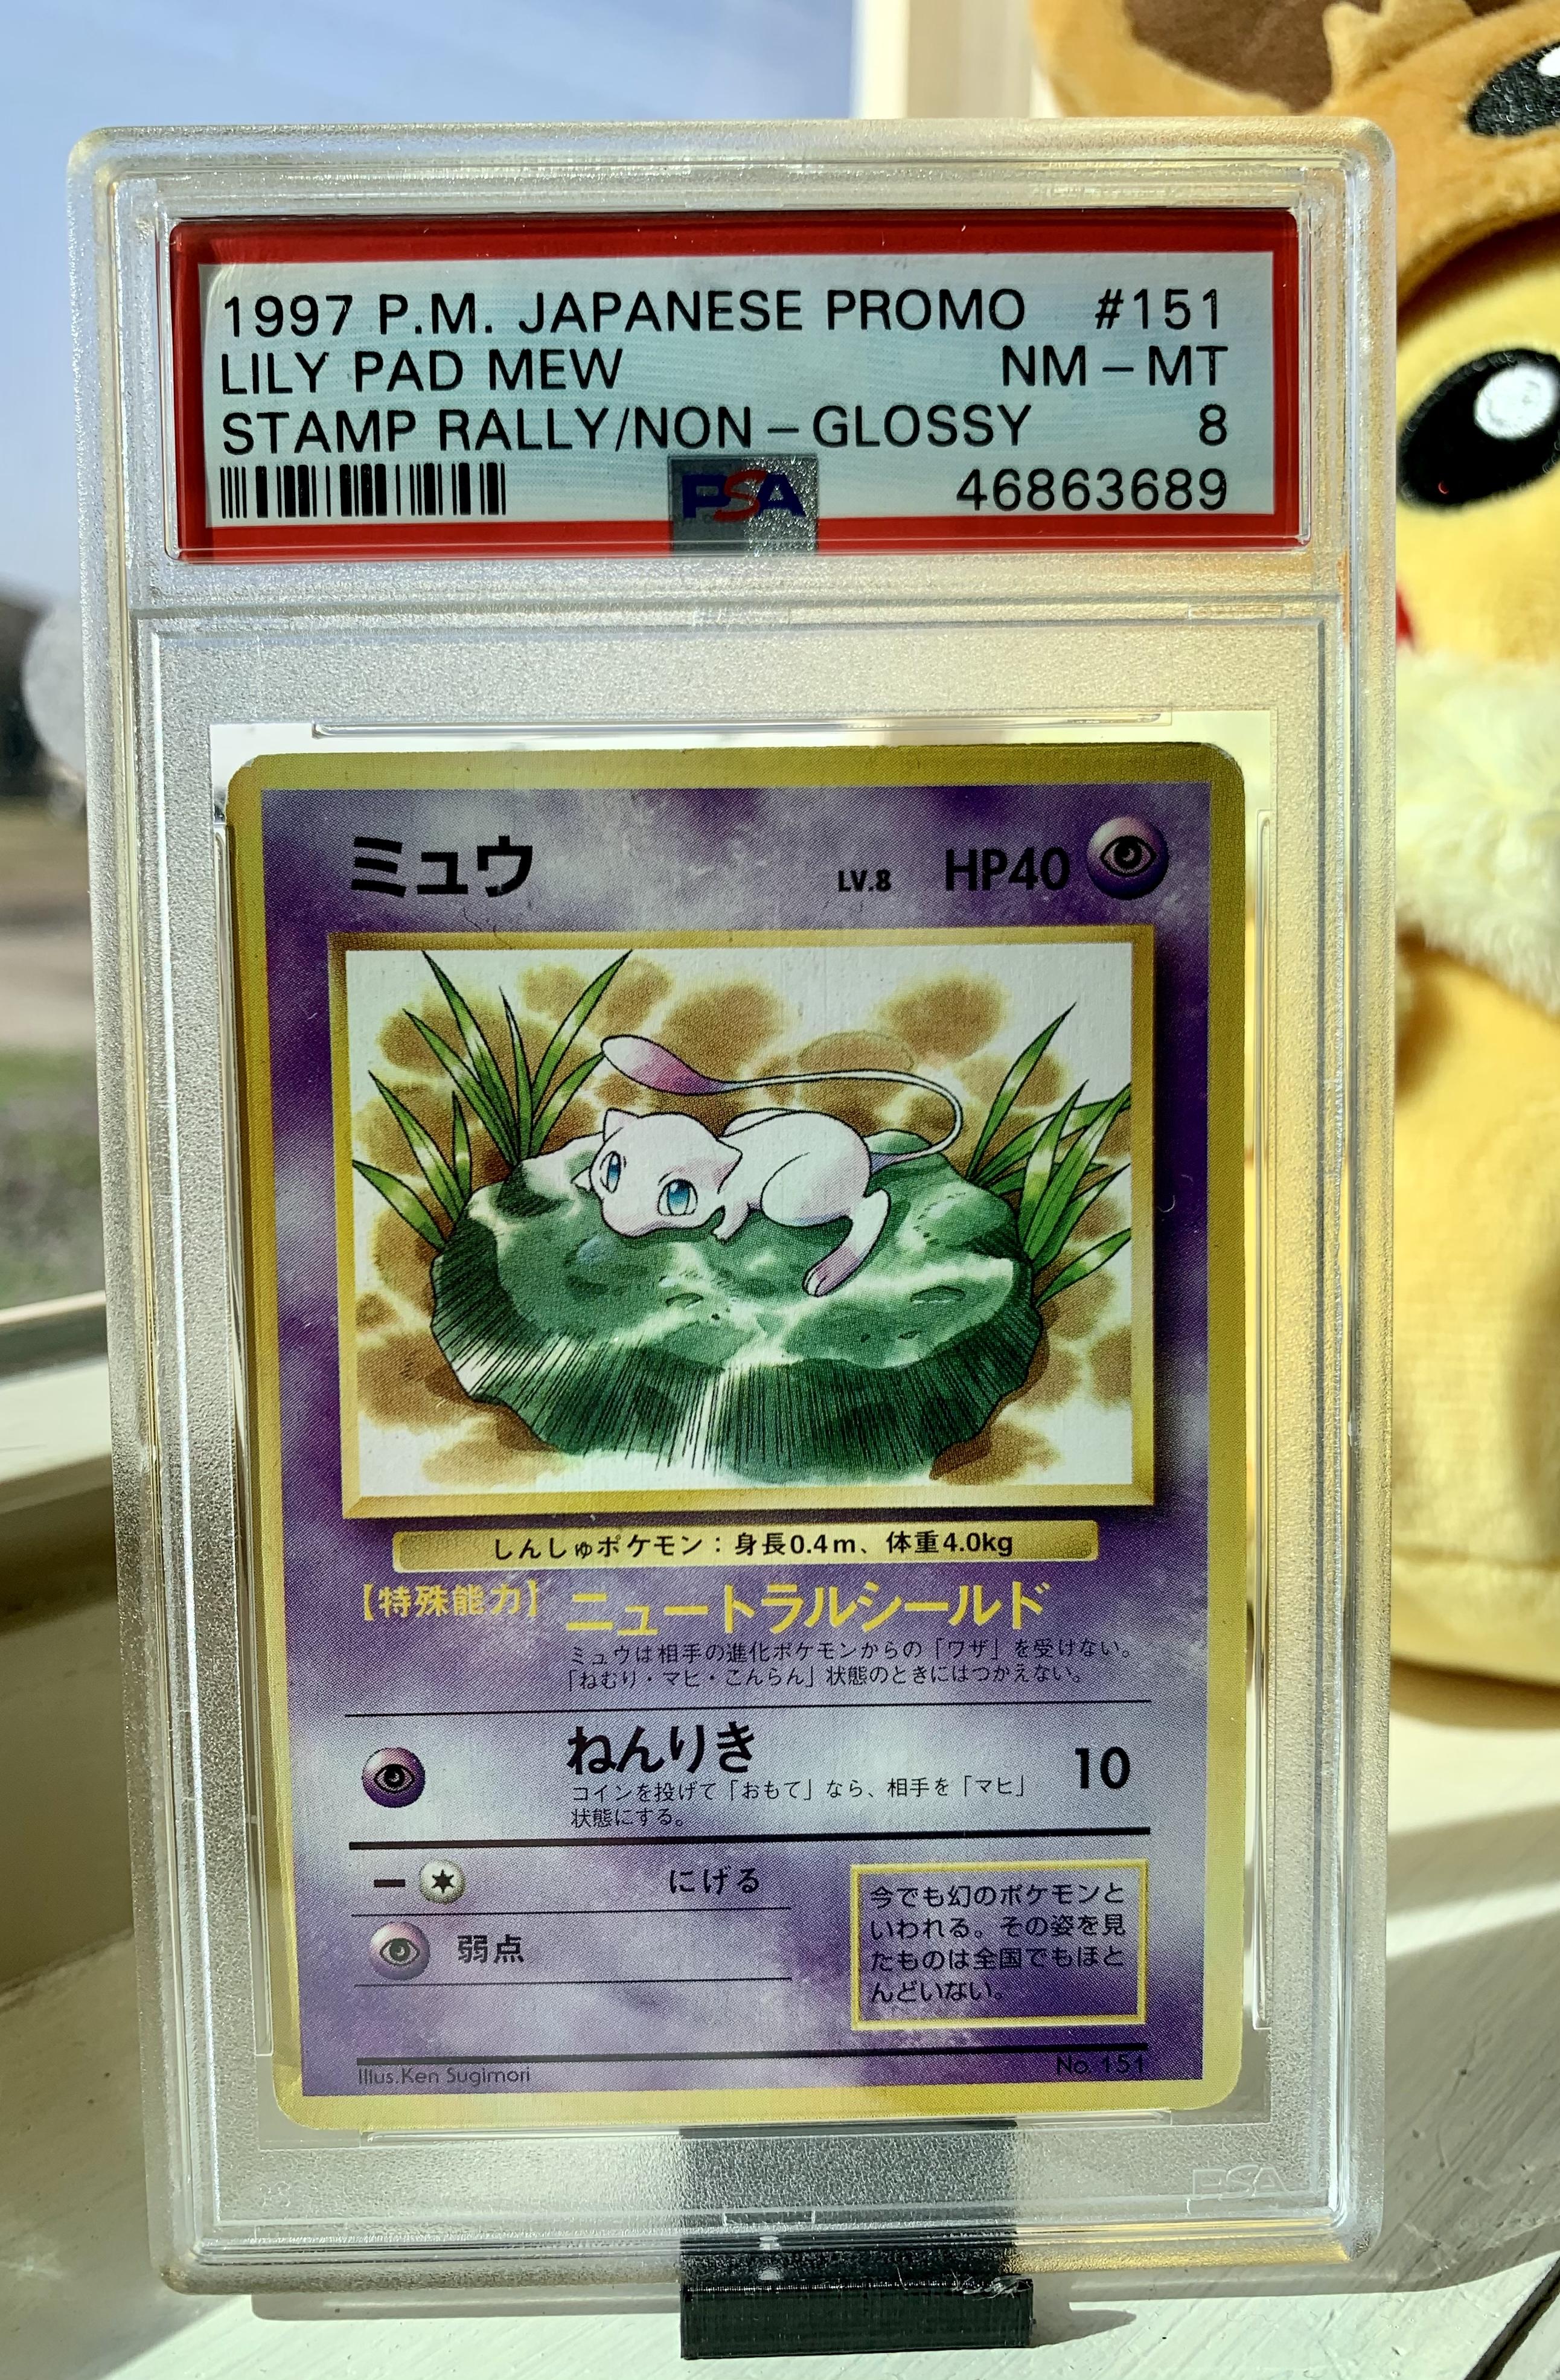 1997 P.M. JAPANESE PROMO #151
LILY PAD MEW NM-MT
STAMP RALLY/NON-GLOSSY 8
PSA 46863689
ミュウ LV.8 HP40
しんしゅポケモン：身長0.4m、体重4.0kg
【特殊能力】ニュートラルシールド
ミュウは相手の進化ポケモンからの「ワザ」を受けない。
「ねむり・マヒ・こんらん」状態のときにはつかえない。
ねんりき 10
コインを投げて「おもて」なら、相手を「マヒ」
状態にする。
にげる
弱点
今でも幻のポケモンと
いわれる。その姿を見
たものは全国でもほと
んどいない。
Illus.Ken Sugimori No.151
PSA